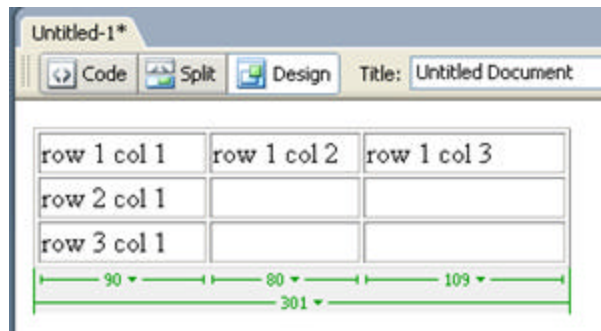 Untitled-1*
Code Split Design Title: Untitled Document
row 1 col 1 row 1 col 2 row 1 col 3
row 2 col 1
row 3 col 1
90 80 109
301